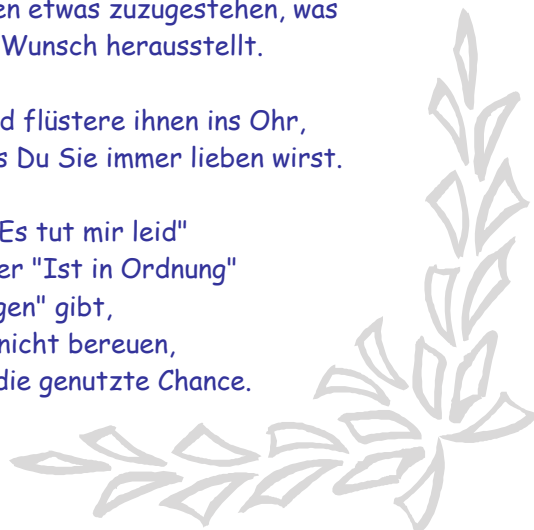 en etwas zuzugestehen, was
Wunsch herausstellt.
d flüstere ihnen ins Ohr,
s Du Sie immer lieben wirst.
Es tut mir leid"
er "Ist in Ordnung"
gen" gibt,
nicht bereuen,
die genutzte Chance.